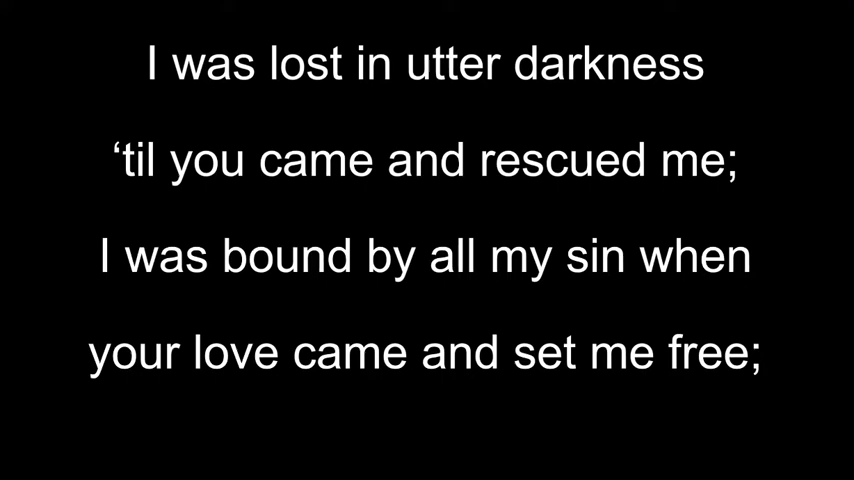 I was lost in utter darkness
‘til you came and rescued me;
I was bound by all my sin when
your love came and set me free;